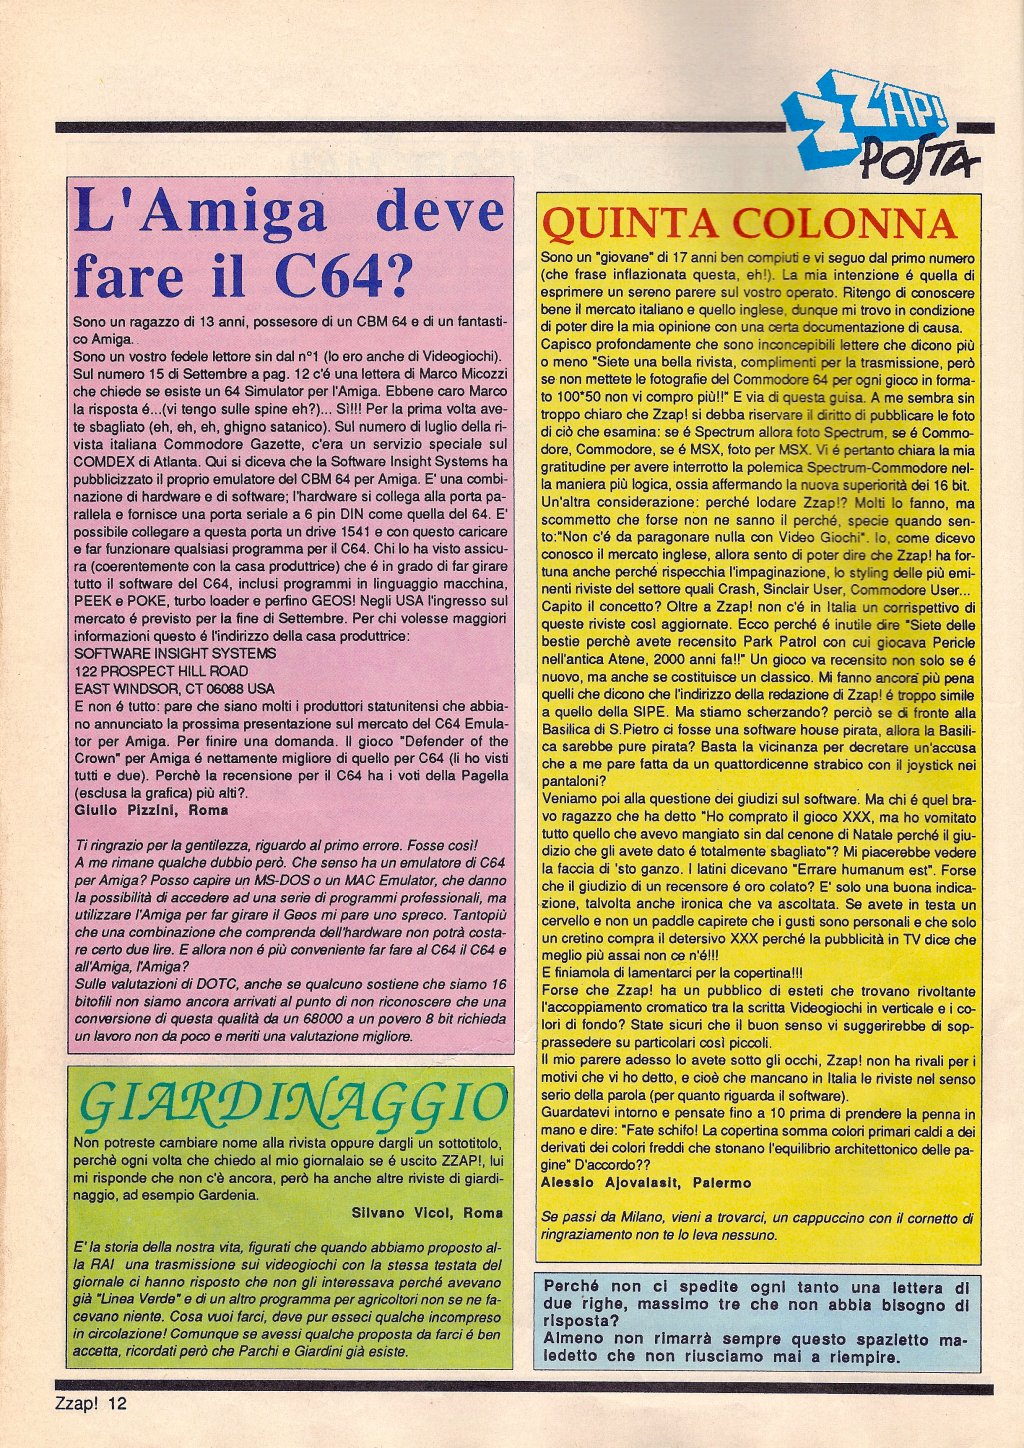 ZZAP!
POSTA
L'Amiga deve
fare il C64?
Sono un ragazzo di 13 anni, possesore di un CBM 64 e di un fantasti-
co Amiga.
Sono un vostro fedele lettore sin dal n°1 (lo ero anche di Videogiochi).
Sul numero 15 di Settembre a pag. 12 c'é una lettera di Marco Micozzi
che chiede se esiste un 64 Simulator per l'Amiga. Ebbene caro Marco
la risposta é...(vi tengo sulle spine eh?)... Sì!!! Per la prima volta ave-
te sbagliato (eh, eh, eh, ghigno satanico). Sul numero di luglio della ri-
vista italiana Commodore Gazette, c'era un servizio speciale sul
COMDEX di Atlanta. Qui si diceva che la Software Insight Systems ha
pubblicizzato il proprio emulatore del CBM 64 per Amiga. E' una combi-
nazione di hardware e di software; l'hardware si collega alla porta pa-
rallela e fornisce una porta seriale a 6 pin DIN come quella del 64. E'
possibile collegare a questa porta un drive 1541 e con questo caricare
e far funzionare qualsiasi programma per il C64. Chi lo ha visto assicu-
ra (coerentemente con la casa produttrice) che é in grado di far girare
tutto il software del C64, inclusi programmi in linguaggio macchina,
PEEK e POKE, turbo loader e perfino GEOS! Negli USA l'ingresso sul
mercato é previsto per la fine di Settembre. Per chi volesse maggiori
informazioni questo é l'indirizzo della casa produttrice:
SOFTWARE INSIGHT SYSTEMS
122 PROSPECT HILL ROAD
EAST WINDSOR, CT 06088 USA
E non é tutto: pare che siano molti i produttori statunitensi che abbia-
no annunciato la prossima presentazione sul mercato del C64 Emula-
tor per Amiga. Per finire una domanda. Il gioco "Defender of the
Crown" per Amiga é nettamente migliore di quello per C64 (li ho visti
tutti e due). Perchè la recensione per il C64 ha i voti della Pagella
(esclusa la grafica) più alti?.
Giulio Pizzini, Roma
Ti ringrazio per la gentilezza, riguardo al primo errore. Fosse così!
A me rimane qualche dubbio però. Che senso ha un emulatore di C64
per Amiga? Posso capire un MS-DOS o un MAC Emulator, che danno
la possibilità di accedere ad una serie di programmi professionali, ma
utilizzare l'Amiga per far girare il Geos mi pare uno spreco. Tantopiù
che una combinazione che comprenda dell'hardware non potrà costa-
re certo due lire. E allora non é più conveniente far fare al C64 il C64 e
all'Amiga, l'Amiga?
Sulle valutazioni di DOTC, anche se qualcuno sostiene che siamo 16
bitofili non siamo ancora arrivati al punto di non riconoscere che una
conversione di questa qualità da un 68000 a un povero 8 bit richieda
un lavoro non da poco e meriti una valutazione migliore.
GIARDINAGGIO
Non potreste cambiare nome alla rivista oppure dargli un sottotitolo,
perchè ogni volta che chiedo al mio giornalaio se é uscito ZZAP!, lui
mi risponde che non c'è ancora, però ha anche altre riviste di giardi-
naggio, ad esempio Gardenia.
Silvano Vicol, Roma
E' la storia della nostra vita, figurati che quando abbiamo proposto al-
la RAI una trasmissione sui videogiochi con la stessa testata del
giornale ci hanno risposto che non gli interessava perché avevano
già "Linea Verde" e di un altro programma per agricoltori non se ne fa-
cevano niente. Cosa vuoi farci, deve pur esseci qualche incompreso
in circolazione! Comunque se avessi qualche proposta da farci é ben
accetta, ricordati però che Parchi e Giardini già esiste.
QUINTA COLONNA
Sono un "giovane" di 17 anni ben compiuti e vi seguo dal primo numero
(che frase inflazionata questa, eh!). La mia intenzione é quella di
esprimere un sereno parere sul vostro operato. Ritengo di conoscere
bene il mercato italiano e quello inglese, dunque mi trovo in condizione
di poter dire la mia opinione con una certa documentazione di causa.
Capisco profondamente che sono inconcepibili lettere che dicono più
o meno "Siete una bella rivista, complimenti per la trasmissione, però
se non mettete le fotografie del Commodore 64 per ogni gioco in forma-
to 100*50 non vi compro più!!" E via di questa guisa. A me sembra sin
troppo chiaro che Zzap! si debba riservare il diritto di pubblicare le foto
di ciò che esamina: se é Spectrum allora foto Spectrum, se é Commo-
dore, Commodore, se é MSX, foto per MSX. Vi é pertanto chiara la mia
gratitudine per avere interrotto la polemica Spectrum-Commodore nel-
la maniera più logica, ossia affermando la nuova superiorità dei 16 bit.
Un'altra considerazione: perché lodare Zzap!? Molti lo fanno, ma
scommetto che forse non ne sanno il perché, specie quando sen-
to:"Non c'é da paragonare nulla con Video Giochi". Io, come dicevo
conosco il mercato inglese, allora sento di poter dire che Zzap! ha for-
tuna anche perché rispecchia l'impaginazione, lo styling delle più emi-
nenti riviste del settore quali Crash, Sinclair User, Commodore User...
Capito il concetto? Oltre a Zzap! non c'é in Italia un corrispettivo di
queste riviste così aggiornate. Ecco perché é inutile dire "Siete delle
bestie perchè avete recensito Park Patrol con cui giocava Pericle
nell'antica Atene, 2000 anni fa!!" Un gioco va recensito non solo se é
nuovo, ma anche se costituisce un classico. Mi fanno ancora più pena
quelli che dicono che l'indirizzo della redazione di Zzap! é troppo simile
a quello della SIPE. Ma stiamo scherzando? perciò se di fronte alla
Basilica di S.Pietro ci fosse una software house pirata, allora la Basili-
ca sarebbe pure pirata? Basta la vicinanza per decretare un'accusa
che a me pare fatta da un quattordicenne strabico con il joystick nei
pantaloni?
Veniamo poi alla questione dei giudizi sul software. Ma chi é quel bra-
vo ragazzo che ha detto "Ho comprato il gioco XXX, ma ho vomitato
tutto quello che avevo mangiato sin dal cenone di Natale perché il giu-
dizio che gli avete dato é totalmente sbagliato"? Mi piacerebbe vedere
la faccia di 'sto ganzo. I latini dicevano "Errare humanum est". Forse
che il giudizio di un recensore é oro colato? E' solo una buona indica-
zione, talvolta anche ironica che va ascoltata. Se avete in testa un
cervello e non un paddle capirete che i gusti sono personali e che solo
un cretino compra il detersivo XXX perché la pubblicità in TV dice che
meglio più assai non ce n'é!!!
E finiamola di lamentarci per la copertina!!!
Forse che Zzap! ha un pubblico di esteti che trovano rivoltante
l'accoppiamento cromatico tra la scritta Videogiochi in verticale e i co-
lori di fondo? State sicuri che il buon senso vi suggerirebbe di sop-
prassedere su particolari così piccoli.
Il mio parere adesso lo avete sotto gli occhi, Zzap! non ha rivali per i
motivi che vi ho detto, e cioè che mancano in Italia le riviste nel senso
serio della parola (per quanto riguarda il software).
Guardatevi intorno e pensate fino a 10 prima di prendere la penna in
mano e dire: "Fate schifo! La copertina somma colori primari caldi a dei
derivati dei colori freddi che stonano l'equilibrio architettonico delle pa-
gine" D'accordo??
Alessio Ajovalasit, Palermo
Se passi da Milano, vieni a trovarci, un cappuccino con il cornetto di
ringraziamento non te lo leva nessuno.
Perché non ci spedite ogni tanto una lettera di
due righe, massimo tre che non abbia bisogno di
risposta?
Almeno non rimarrà sempre questo spazietto ma-
ledetto che non riusciamo mai a riempire.
Zzap! 12